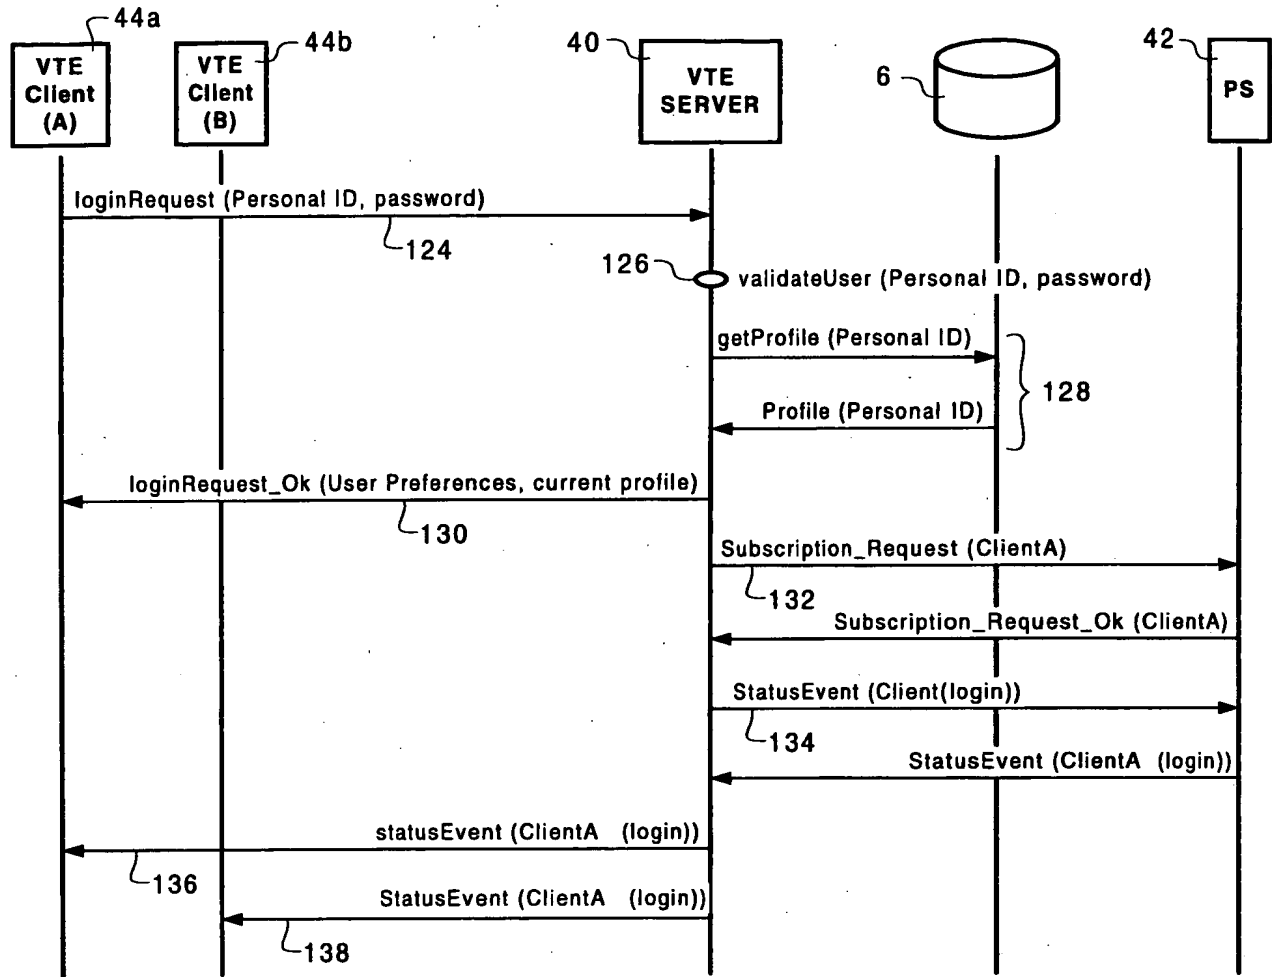 44a
44b
40
6
42
VTE
Client
(A)
VTE
Client
(B)
VTE
SERVER
PS
loginRequest (Personal ID, password)
124
126
validateUser (Personal ID, password)
getProfile (Personal ID)
128
Profile (Personal ID)
loginRequest_Ok (User Preferences, current profile)
130
Subscription_Request (ClientA)
132
Subscription_Request_Ok (ClientA)
StatusEvent (Client(login))
134
StatusEvent (ClientA (login))
statusEvent (ClientA (login))
136
StatusEvent (ClientA (login))
138